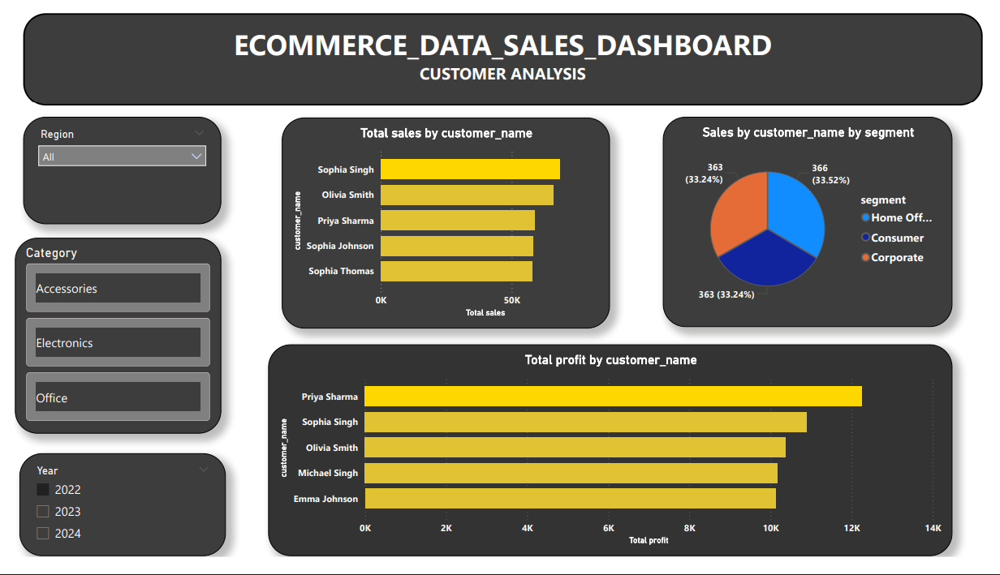 ECOMMERCE_DATA_SALES_DASHBOARD
CUSTOMER ANALYSIS
Region
All
Category
Accessories
Electronics
Office
Year
2022
2023
2024
Total sales by customer_name
customer_name
Sophia Singh
Olivia Smith
Priya Sharma
Sophia Johnson
Sophia Thomas
0K
50K
Total sales
Sales by customer_name by segment
363
(33.24%)
366
(33.52%)
363 (33.24%)
segment
Home Off...
Consumer
Corporate
Total profit by customer_name
customer_name
Priya Sharma
Sophia Singh
Olivia Smith
Michael Singh
Emma Johnson
0K
2K
4K
6K
8K
10K
12K
14K
Total profit